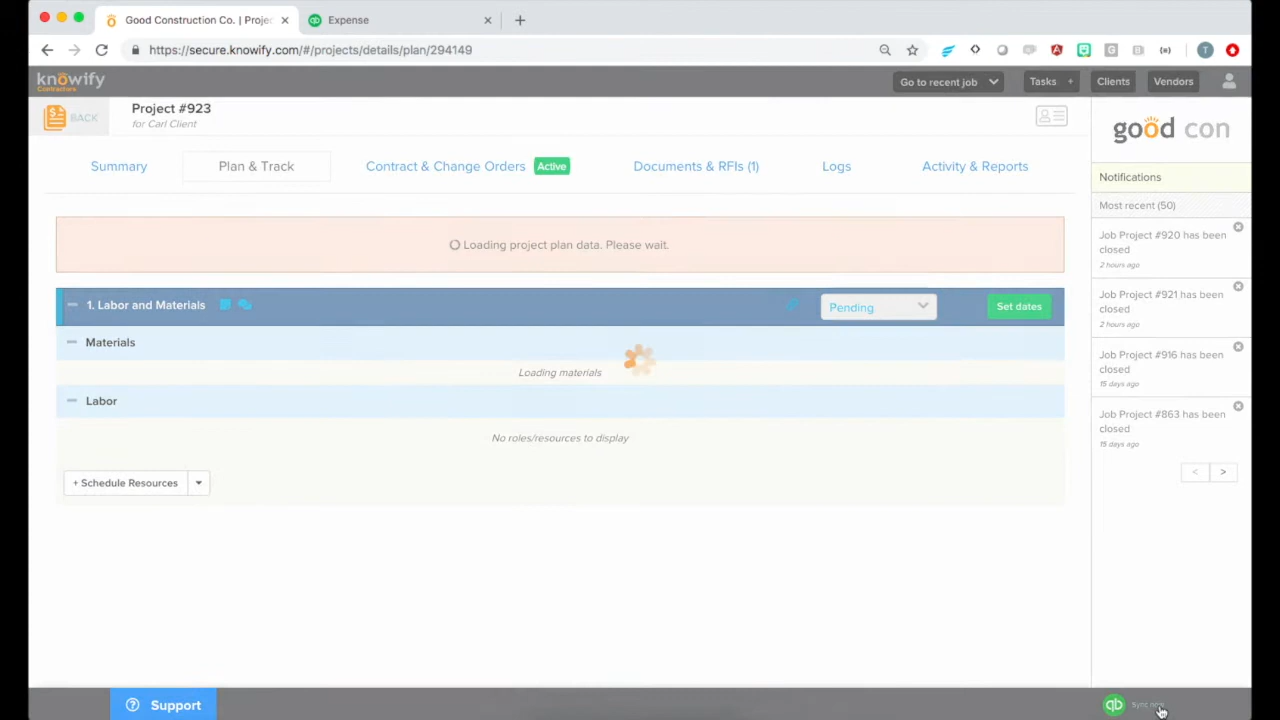 Good Construction Co. | Projec
Expense
https://secure.knowify.com/#/projects/details/plan/294149
T
knowify
Contractors
Go to recent job
Tasks +
Clients
Vendors
BACK
Project #923
for Carl Client
good con
Summary
Plan & Track
Contract & Change Orders Active
Documents & RFIs (1)
Logs
Activity & Reports
Notifications
Most recent (50)
Job Project #920 has been
closed
2 hours ago
Job Project #921 has been
closed
2 hours ago
Job Project #916 has been
closed
15 days ago
Job Project #863 has been
closed
15 days ago
< >
Loading project plan data. Please wait.
1. Labor and Materials
Pending
Set dates
Materials
Loading materials
Labor
No roles/resources to display
+ Schedule Resources
Support
qb
Sync now